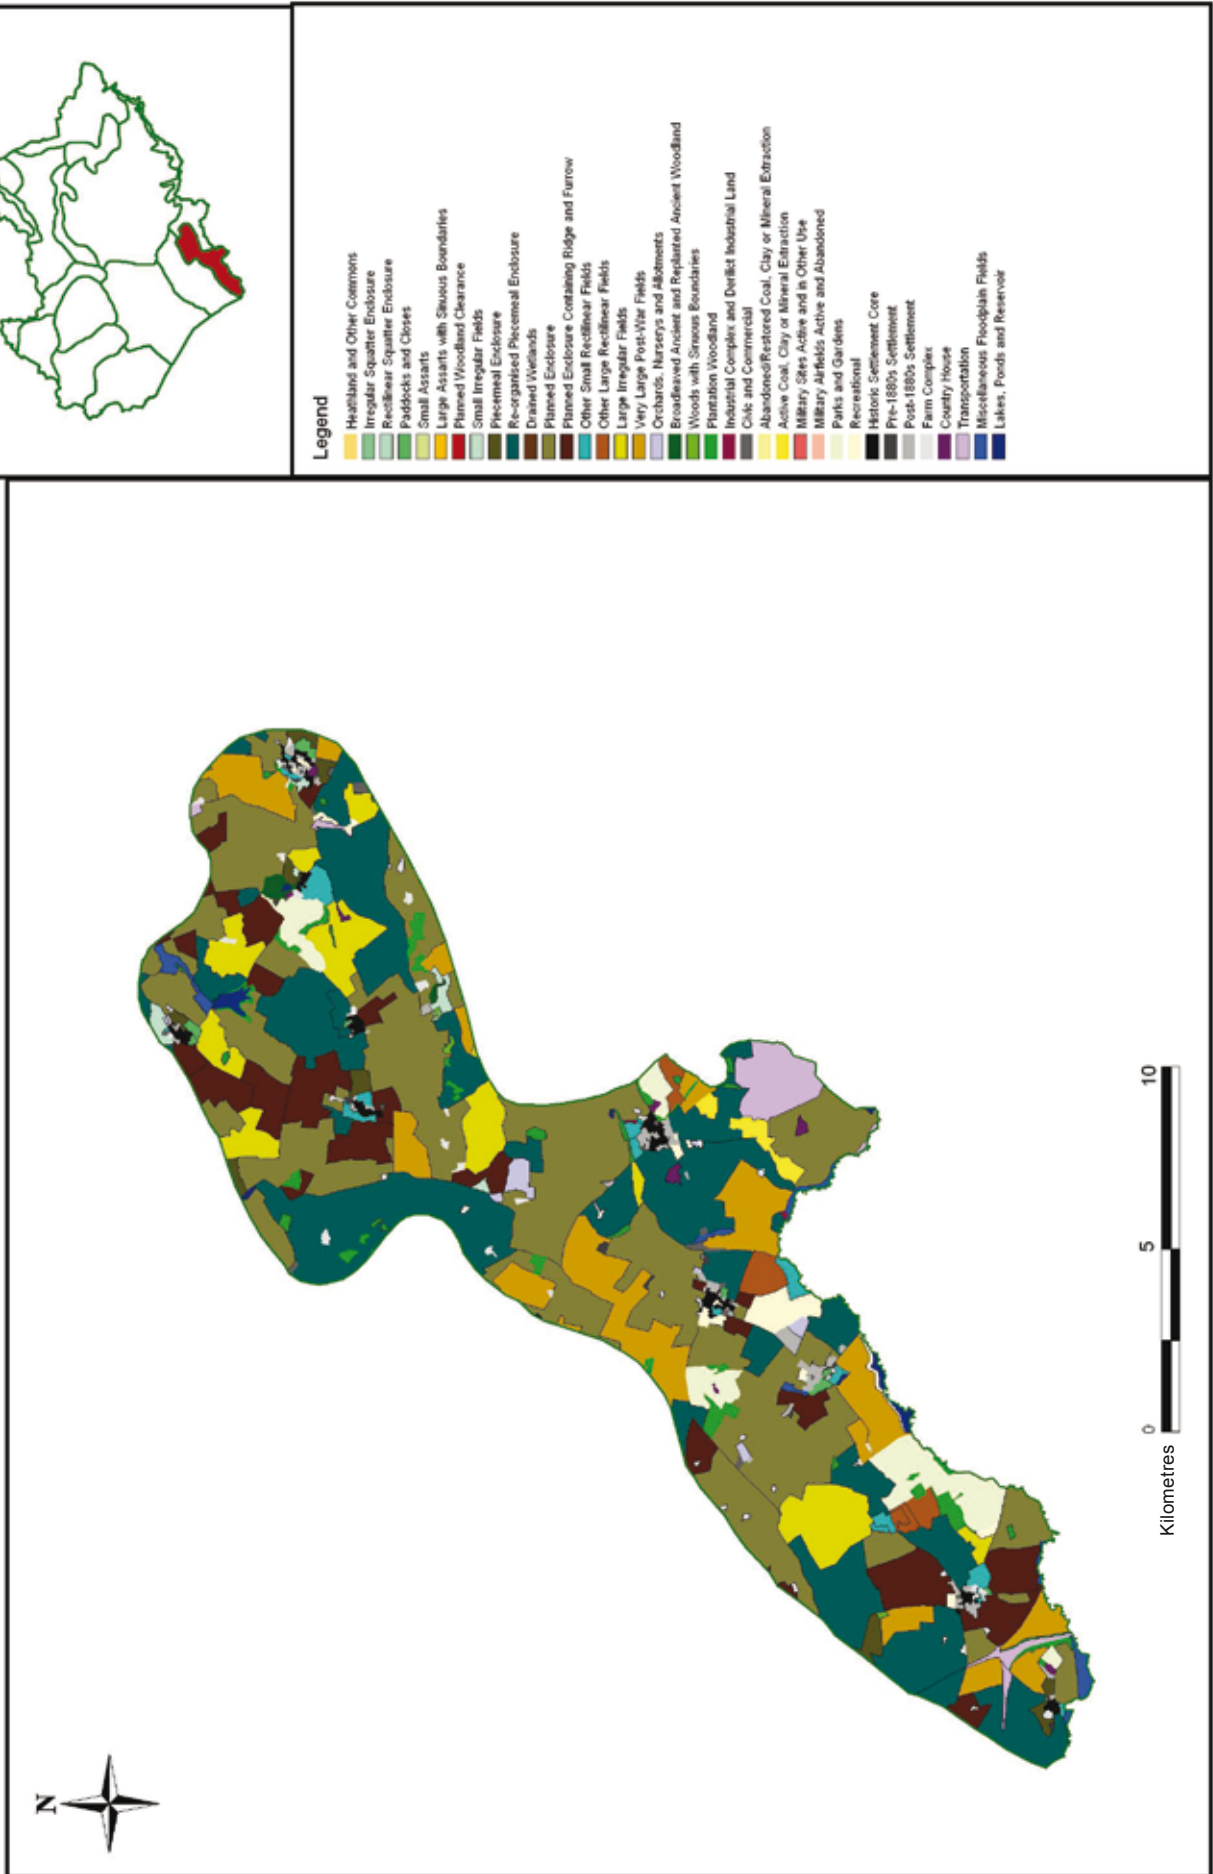 Legend
Heathland and Other Commons
Irregular Squatter Enclosure
Rectilinear Squatter Enclosure
Paddocks and Closes
Small Assarts
Large Assarts with Sinuous Boundaries
Planned Woodland Clearance
Small Irregular Fields
Piecemeal Enclosure
Re-organised Piecemeal Enclosure
Drained Wetlands
Planned Enclosure
Planned Enclosure Containing Ridge and Furrow
Other Small Rectilinear Fields
Other Large Rectilinear Fields
Large Irregular Fields
Very Large Post-War Fields
Orchards, Nurserys and Allotments
Broadleaved Ancient and Replanted Ancient Woodland
Woods with Sinuous Boundaries
Plantation Woodland
Industrial Complex and Derilict Industrial Land
Civic and Commercial
Abandoned/Restored Coal, Clay or Mineral Extraction
Active Coal, Clay or Mineral Extraction
Military Sites Active and in Other Use
Military Airfields Active and Abandoned
Parks and Gardens
Recreational
Historic Settlement Core
Pre-1880s Settlement
Post-1880s Settlement
Farm Complex
Country House
Transportation
Miscellaneous Floodplain Fields
Lakes, Ponds and Reservoir
N
0 5 10
Kilometres